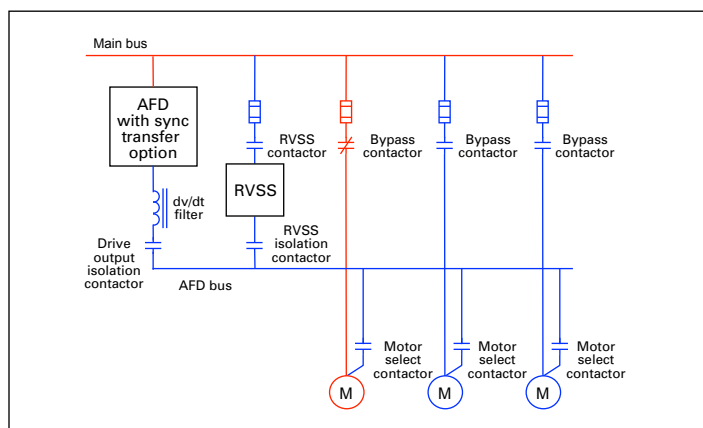 Main bus
AFD
with sync
transfer
option
RVSS
contactor
Bypass
contactor
Bypass
contactor
Bypass
contactor
RVSS
dv/dt
filter
RVSS
isolation
contactor
Drive
output
isolation
contactor
AFD bus
Motor
select
contactor
Motor
select
contactor
Motor
select
contactor
M
M
M